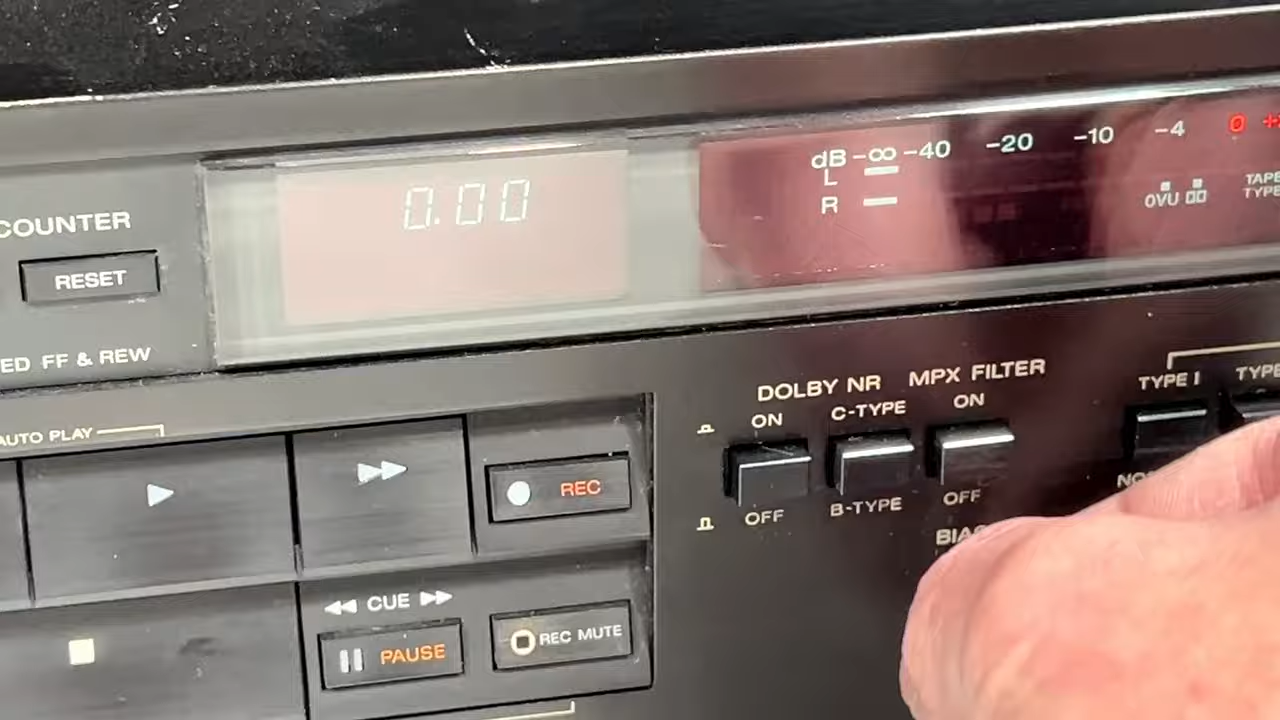 dB -∞ -40 -20 -10 -4 0
L
R
0.00
0VU
TAPE
TYPE
COUNTER
RESET
ED FF & REW
AUTO PLAY
REC
CUE
PAUSE
REC MUTE
DOLBY NR
MPX FILTER
ON
C-TYPE
ON
OFF
B-TYPE
OFF
TYPE I
TYPE